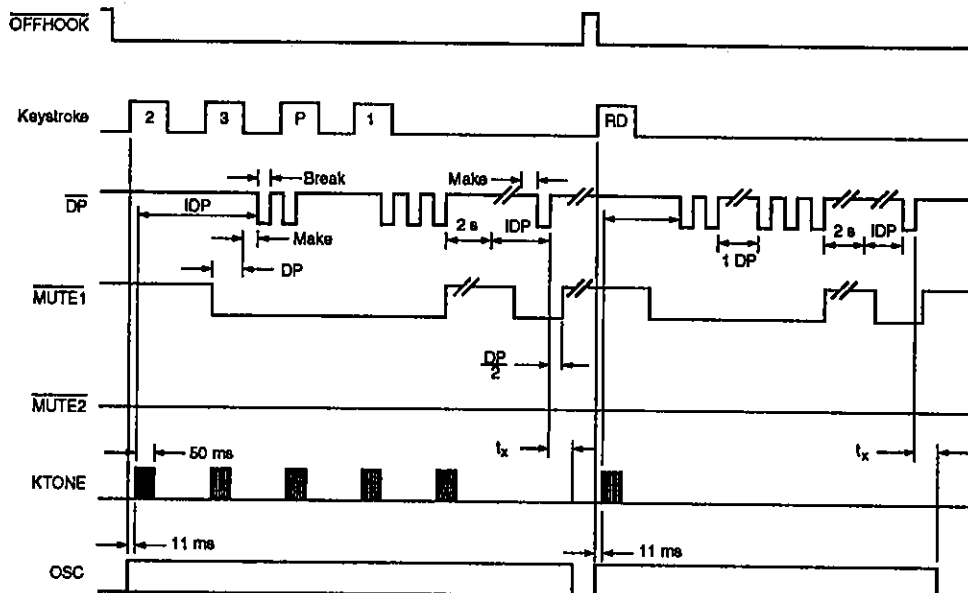 OFFHOOK
Keystroke
2
3
P
1
RD
Break
Make
DP
IDP
2 s
IDP
2 s
IDP
Make
1 DP
DP
MUTE1
DP
2
MUTE2
tx
tx
50 ms
KTONE
11 ms
11 ms
OSC